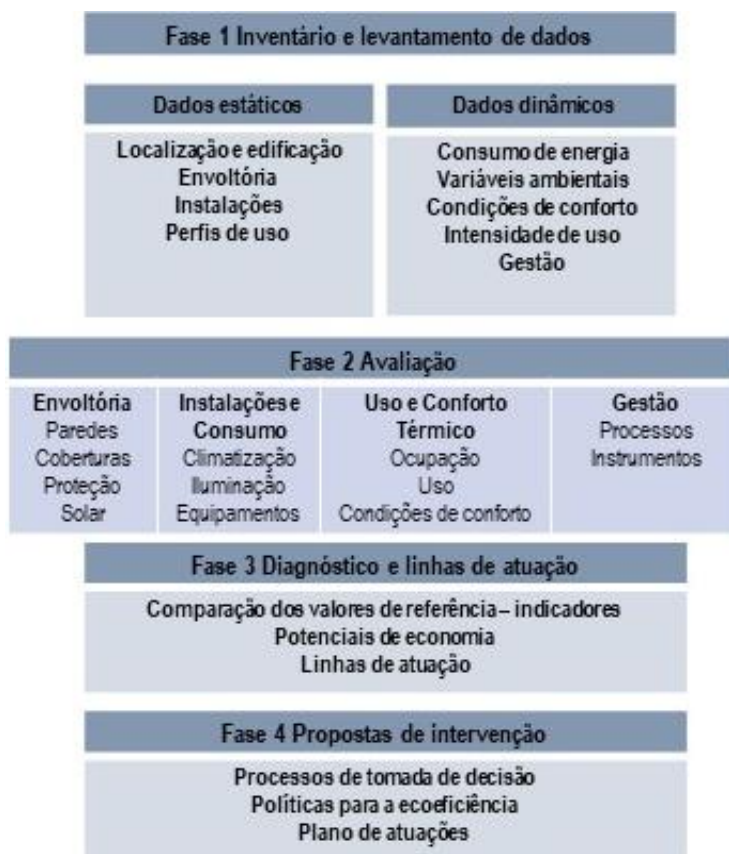 Fase 1 Inventário e levantamento de dados
Dados estáticos
Localização e edificação
Envoltória
Instalações
Perfis de uso
Dados dinâmicos
Consumo de energia
Variáveis ambientais
Condições de conforto
Intensidade de uso
Gestão
Fase 2 Avaliação
Envoltória
Paredes
Coberturas
Proteção
Solar
Instalações e
Consumo
Climatização
Iluminação
Equipamentos
Uso e Conforto
Térmico
Ocupação
Uso
Condições de conforto
Gestão
Processos
Instrumentos
Fase 3 Diagnóstico e linhas de atuação
Comparação dos valores de referência – indicadores
Potenciais de economia
Linhas de atuação
Fase 4 Propostas de intervenção
Processos de tomada de decisão
Políticas para a ecoeficiência
Plano de atuações